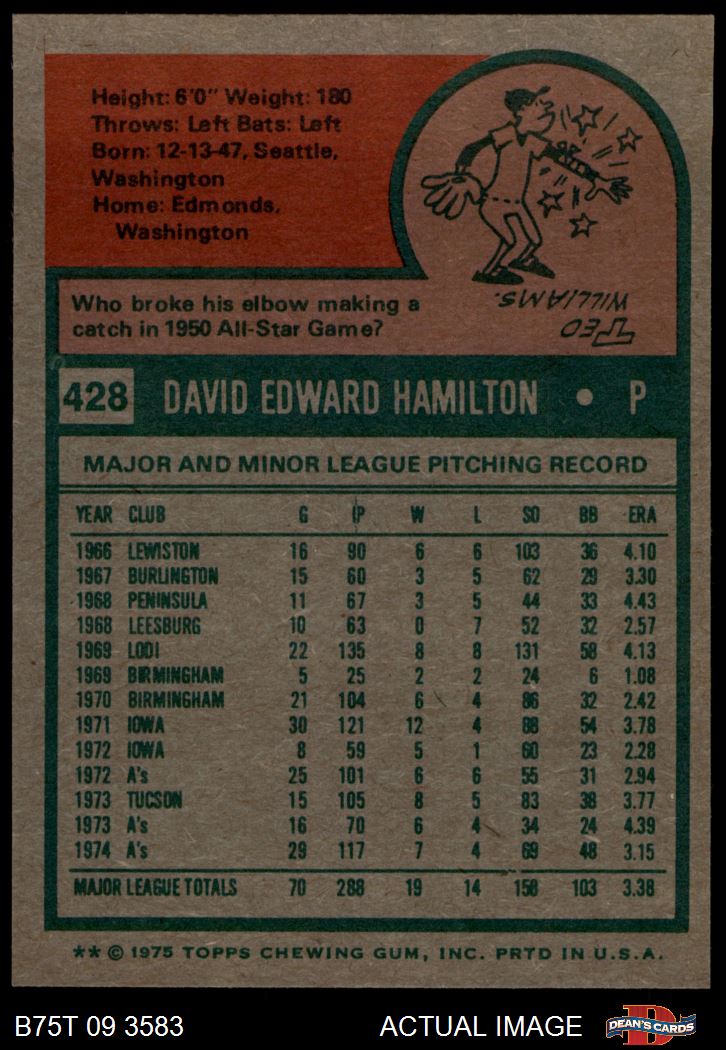 Height: 6'0" Weight: 180
Throws: Left Bats: Left
Born: 12-13-47, Seattle,
Washington
Home: Edmonds,
Washington
TED
WILLIAMS.
Who broke his elbow making a
catch in 1950 All-Star Game?
428 DAVID EDWARD HAMILTON • P
MAJOR AND MINOR LEAGUE PITCHING RECORD
YEAR CLUB G IP W L SO BB ERA
1966 LEWISTON 16 90 6 6 103 36 4.10
1967 BURLINGTON 15 60 3 5 62 29 3.30
1968 PENINSULA 11 67 3 5 44 33 4.43
1968 LEESBURG 10 63 0 7 52 32 2.57
1969 LODI 22 135 8 8 131 58 4.13
1969 BIRMINGHAM 5 25 2 2 24 6 1.08
1970 BIRMINGHAM 21 104 6 4 86 32 2.42
1971 IOWA 30 121 12 4 88 54 3.78
1972 IOWA 8 59 5 1 60 23 2.28
1972 A's 25 101 6 6 55 31 2.94
1973 TUCSON 15 105 8 5 83 38 3.77
1973 A's 16 70 6 4 34 24 4.39
1974 A's 29 117 7 4 69 48 3.15
MAJOR LEAGUE TOTALS 70 288 19 14 158 103 3.38
** © 1975 TOPPS CHEWING GUM, INC. PRTD IN U.S.A.
B75T 09 3583 ACTUAL IMAGE D DEAN'S CARDS